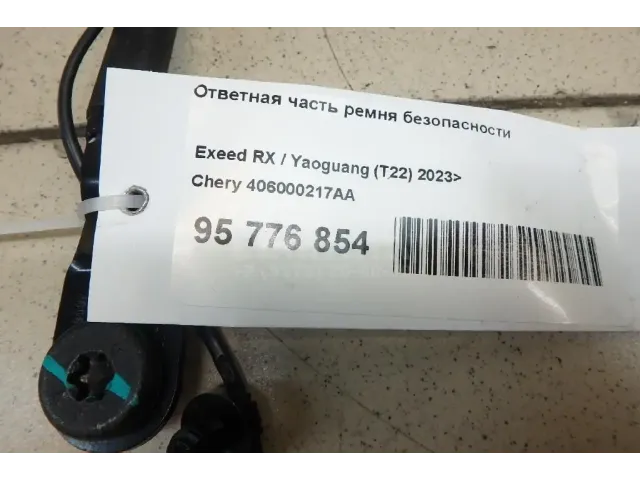 Ответная часть ремня безопасности
Exeed RX / Yaoguang (T22) 2023>
Chery 406000217AA
95 776 854